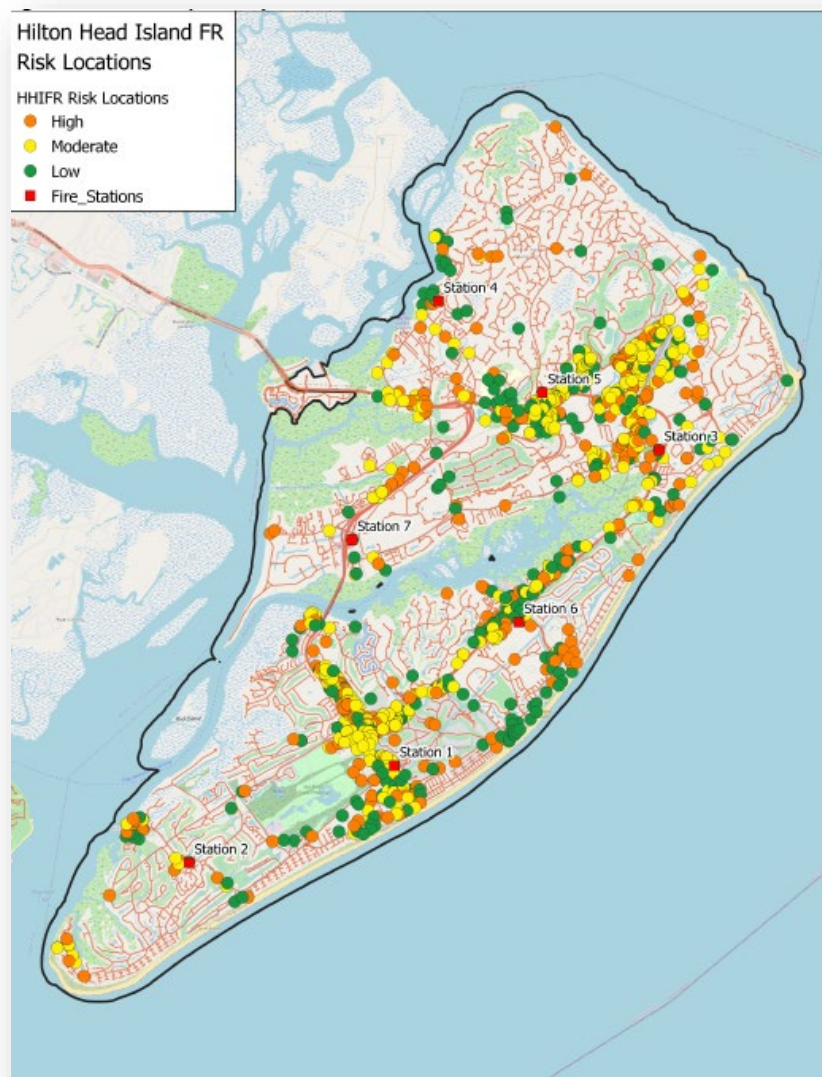 Hilton Head Island FR
Risk Locations
HHIFR Risk Locations
High
Moderate
Low
Fire_Stations
Station 4
Station 5
Station 3
Station 7
Station 6
Station 1
Station 2